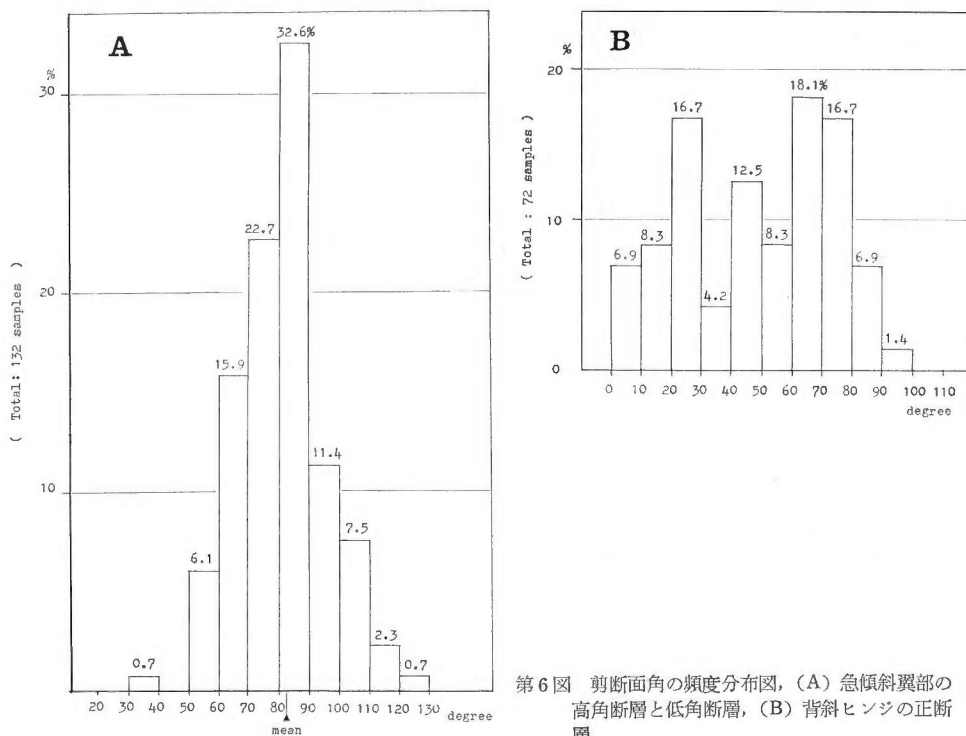 A
32.6%
%
30
22.7
20
15.9
11.4
10
7.5
6.1
2.3
0.7
0.7
20 30 40 50 60 70 80 90 100 110 120 130 degree
mean
( Total: 132 samples )
B
%
20
18.1%
16.7
16.7
12.5
10
8.3
8.3
6.9
6.9
4.2
1.4
0
0 10 20 30 40 50 60 70 80 90 100 110
degree
( Total : 72 samples )
第6図 剪断面角の頻度分布図,(A)急傾斜翼部の
高角断層と低角断層,(B)背斜ヒンジの正断
層